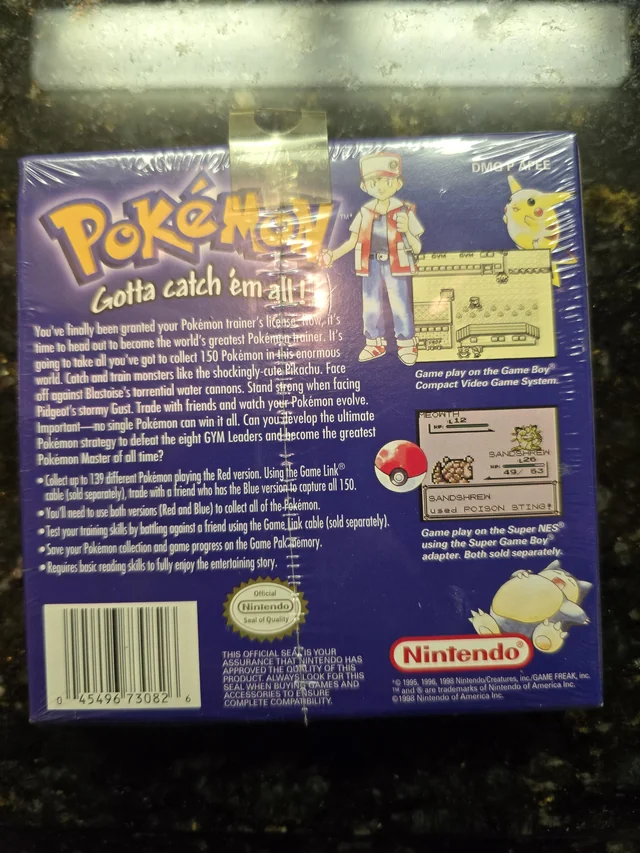 DMG P APEE
POKéMON™
Gotta catch 'em all!
You've finally been granted your Pokémon trainer's license. Now, it's
time to head out to become the world's greatest Pokémon trainer. It's
going to take all you've got to collect 150 Pokémon in this enormous
world. Catch and train monsters like the shockingly-cute Pikachu. Face
off against Blastoise's torrential water cannons. Stand strong when facing
Pidgeot's stormy Gust. Trade with friends and watch your Pokémon evolve.
Important—no single Pokémon can win it all. Can you develop the ultimate
Pokémon strategy to defeat the eight GYM Leaders and become the greatest
Pokémon Master of all time?
• Collect up to 139 different Pokémon playing the Red version. Using the Game Link®
cable (sold separately), trade with a friend who has the Blue version to capture all 150.
• You'll need to use both versions (Red and Blue) to collect all of the Pokémon.
• Test your training skills by battling against a friend using the Game Link cable (sold separately).
• Save your Pokémon collection and game progress on the Game Pak memory.
• Requires basic reading skills to fully enjoy the entertaining story.
GYM GYM
Game play on the Game Boy®
Compact Video Game System.
MEOWTH
:L12
HP:
SANDSHREW
:L26
HP:
49/ 63
SANDSHREW
used POISON STING!
Game play on the Super NES®
using the Super Game Boy®
adapter. Both sold separately.
0 45496 73082 6
Official
Nintendo
Seal of Quality
THIS OFFICIAL SEAL IS YOUR
ASSURANCE THAT NINTENDO HAS
APPROVED THE QUALITY OF THIS
PRODUCT. ALWAYS LOOK FOR THIS
SEAL WHEN BUYING GAMES AND
ACCESSORIES TO ENSURE
COMPLETE COMPATIBILITY.
Nintendo®
©1995, 1996, 1998 Nintendo/Creatures, inc./GAME FREAK, inc.
™ and ® are trademarks of Nintendo of America Inc.
©1998 Nintendo of America Inc.